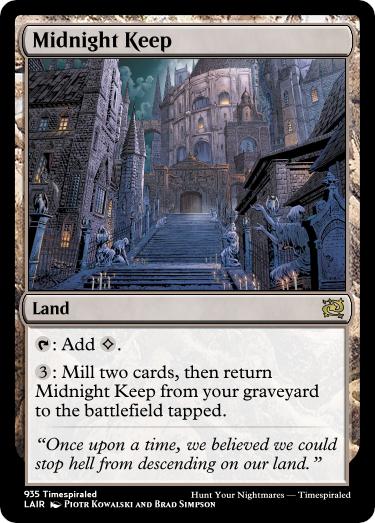 Midnight Keep
Land
: Add .
3: Mill two cards, then return
Midnight Keep from your graveyard
to the battlefield tapped.
“Once upon a time, we believed we could
stop hell from descending on our land.”
935 Timespiraled
Hunt Your Nightmares — Timespiraled
LAIR Piotr Kowalski and Brad Simpson